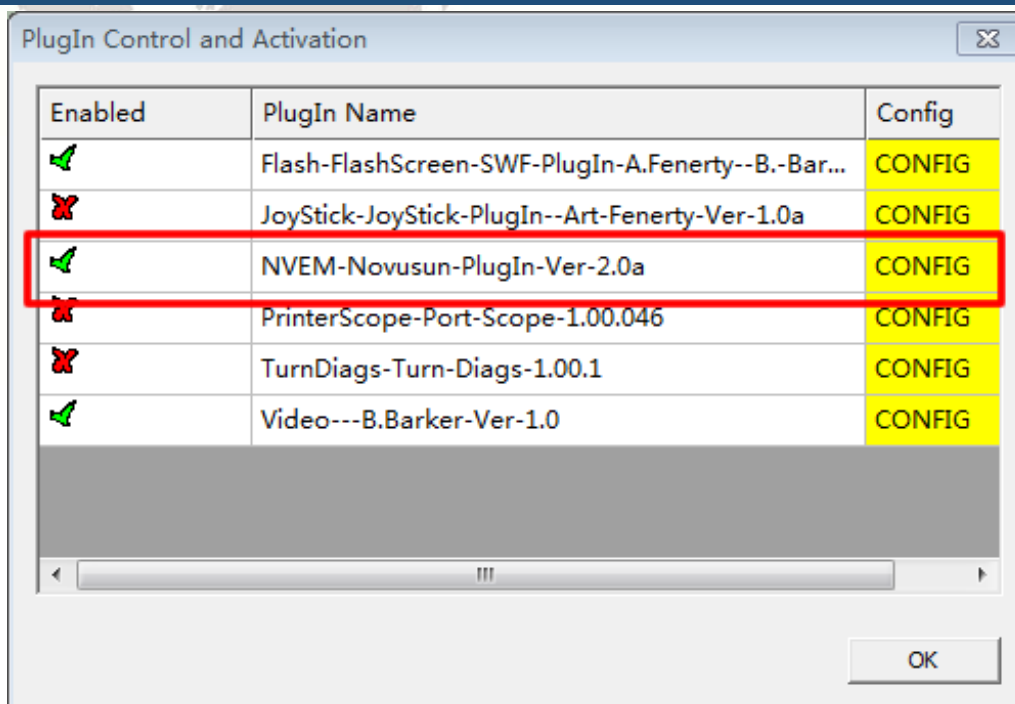 PlugIn Control and Activation
Enabled PlugIn Name Config
Flash-FlashScreen-SWF-PlugIn-A.Fenerty--B.-Bar... CONFIG
JoyStick-JoyStick-PlugIn--Art-Fenerty-Ver-1.0a CONFIG
NVEM-Novusun-PlugIn-Ver-2.0a CONFIG
PrinterScope-Port-Scope-1.00.046 CONFIG
TurnDiags-Turn-Diags-1.00.1 CONFIG
Video---B.Barker-Ver-1.0 CONFIG
OK